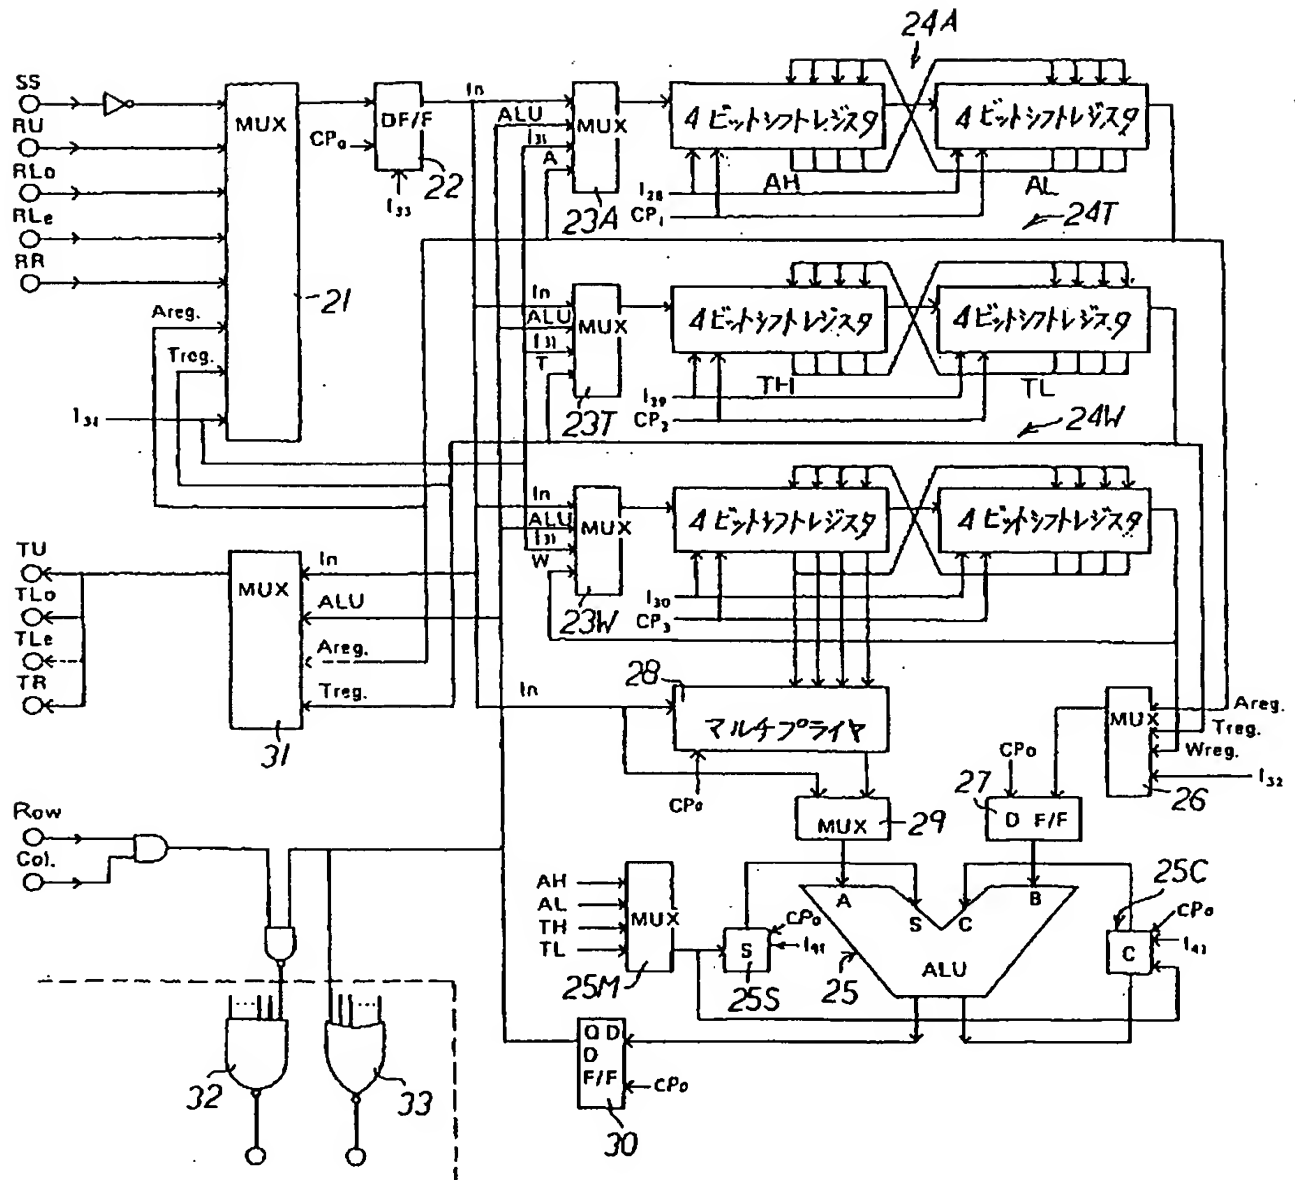 24A
SS
RU
RLo
RLe
RR
MUX
21
Areg.
Treg.
I₃₁
DF/F
CP₀
22
I₃₃
In
ALU
I₃₁
A
MUX
23A
4ビットシフトレジスタ
4ビットシフトレジスタ
I₂₈
CP₁
AH
AL
24T
In
ALU
I₃₁
T
MUX
23T
4ビットシフトレジスタ
4ビットシフトレジスタ
I₃₉
CP₂
TH
TL
24W
In
ALU
I₃₁
W
MUX
23W
4ビットシフトレジスタ
4ビットシフトレジスタ
I₃₀
CP₃
TU
TLo
TLe
TR
MUX
31
In
ALU
Areg.
Treg.
In
28
マルチプライヤ
CP₀
MUX
29
CP₀
27
D F/F
MUX
26
Areg.
Treg.
Wreg.
I₃₂
Row
Col.
AH
AL
TH
TL
MUX
25M
S
25S
CP₀
I₄₁
A
S
C
B
ALU
25
25C
C
CP₀
I₄₂
Q D
D
F/F
30
CP₀
32
33